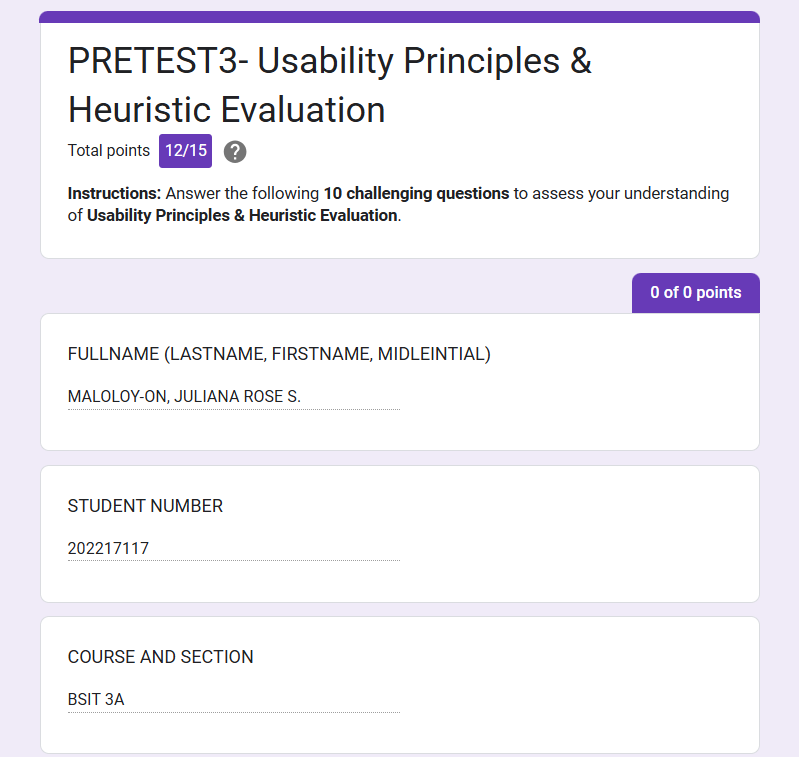 PRETEST3- Usability Principles &
Heuristic Evaluation
Total points 12/15 ?
Instructions: Answer the following 10 challenging questions to assess your understanding
of Usability Principles & Heuristic Evaluation.
0 of 0 points
FULLNAME (LASTNAME, FIRSTNAME, MIDLEINTIAL)
MALOLOY-ON, JULIANA ROSE S.
STUDENT NUMBER
202217117
COURSE AND SECTION
BSIT 3A